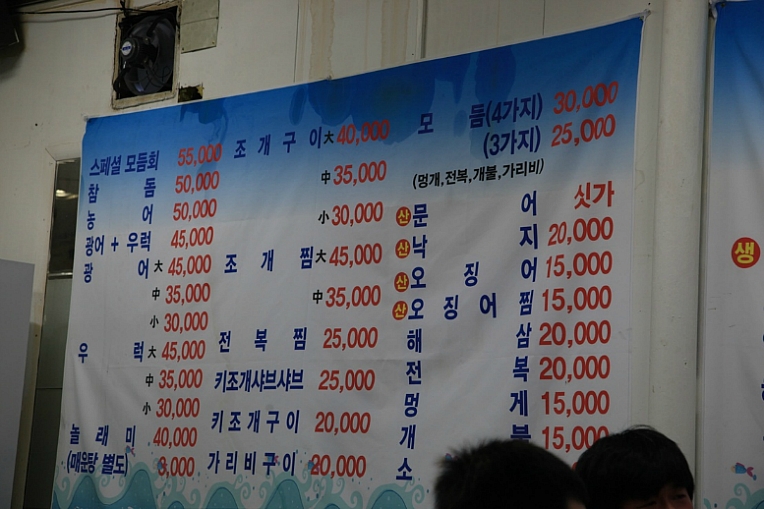 스페셜 모듬회 55,000
참 돔 50,000
농 어 50,000
광어 + 우럭 45,000
광 어 大 45,000
中 35,000
小 30,000
우 럭 大 45,000
中 35,000
小 30,000
놀 래 미 40,000
(매운탕 별도) 3,000
조 개 구 이 大 40,000
中 35,000
小 30,000
조 개 찜 大 45,000
中 35,000
전 복 찜 25,000
키조개샤브샤브 25,000
키 조 개 구 이 20,000
가 리 비 구 이 20,000
모 듬(4가지) 30,000
(3가지) 25,000
(멍개,전복,개불,가리비)
산 문 어 싯가
산 낙 지 20,000
산 오 징 어 15,000
산 오 징 어 찜 15,000
해 삼 20,000
전 복 20,000
멍 게 15,000
개 불 15,000
소
생